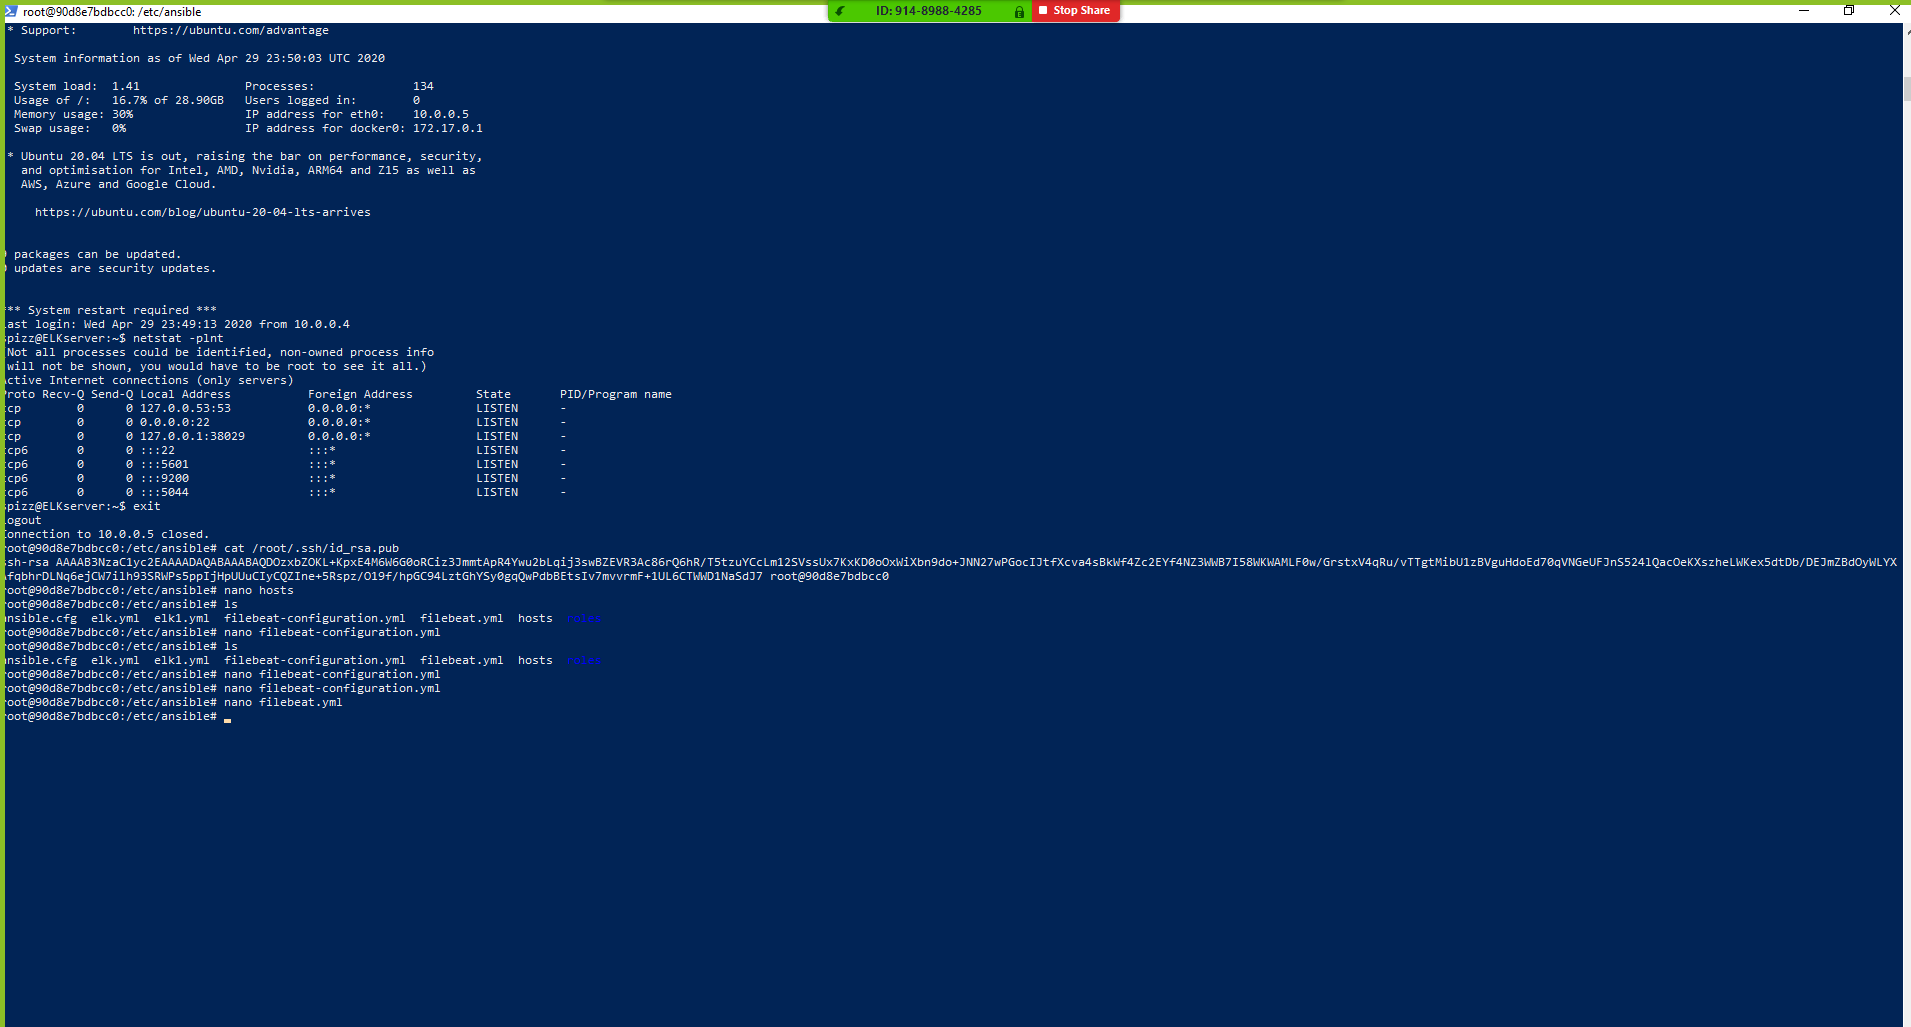 root@90d8e7bdbcc0: /etc/ansible
ID: 914-8988-4285
Stop Share
* Support:        https://ubuntu.com/advantage
System information as of Wed Apr 29 23:50:03 UTC 2020
System load:  1.41               Processes:              134
Usage of /:   16.7% of 28.90GB   Users logged in:        0
Memory usage: 30%                IP address for eth0:    10.0.0.5
Swap usage:   0%                 IP address for docker0: 172.17.0.1
* Ubuntu 20.04 LTS is out, raising the bar on performance, security,
and optimisation for Intel, AMD, Nvidia, ARM64 and Z15 as well as
AWS, Azure and Google Cloud.
https://ubuntu.com/blog/ubuntu-20-04-lts-arrives
packages can be updated.
updates are security updates.
** System restart required ***
ast login: Wed Apr 29 23:49:13 2020 from 10.0.0.4
pizz@ELKserver:~$ netstat -plnt
Not all processes could be identified, non-owned process info
will not be shown, you would have to be root to see it all.)
ctive Internet connections (only servers)
roto Recv-Q Send-Q Local Address           Foreign Address         State       PID/Program name
cp        0      0 127.0.0.53:53           0.0.0.0:*               LISTEN      -
cp        0      0 0.0.0.0:22              0.0.0.0:*               LISTEN      -
cp        0      0 127.0.0.1:38029         0.0.0.0:*               LISTEN      -
cp6       0      0 :::22                   :::*                    LISTEN      -
cp6       0      0 :::5601                 :::*                    LISTEN      -
cp6       0      0 :::9200                 :::*                    LISTEN      -
cp6       0      0 :::5044                 :::*                    LISTEN      -
pizz@ELKserver:~$ exit
ogout
onnection to 10.0.0.5 closed.
root@90d8e7bdbcc0:/etc/ansible# cat /root/.ssh/id_rsa.pub
sh-rsa AAAAB3NzaC1yc2EAAAADAQABAAABAQDOzxbZOKL+KpxE4M6W6G0oRCiz3JmmtApR4Ywu2bLqij3swBZEVR3Ac86rQ6hR/T5tzuYCcLm12SVssUx7KxKD0oOxWiXbn9do+JNN27wPGocIJtfXcva4sBkWf4Zc2EYf4NZ3WWB7I58WKWAMLF0w/GrstxV4qRu/vTTgtMibU1zBVguHdoEd70qVNGeUFJnS524lQacOeKXszheLWKex5dtDb/DEJmZBdOyWLYX
fqbhrDLNq6ejCW7ilh93SRWPs5ppIjHpUUuCIyCQZIne+5Rspz/O19f/hpGC94LztGhYSy0gqQwPdbBEtsIv7mvvrmF+1UL6CTWWD1NaSdJ7 root@90d8e7bdbcc0
root@90d8e7bdbcc0:/etc/ansible# nano hosts
root@90d8e7bdbcc0:/etc/ansible# ls
nsible.cfg  elk.yml  elk1.yml  filebeat-configuration.yml  filebeat.yml  hosts  roles
root@90d8e7bdbcc0:/etc/ansible# nano filebeat-configuration.yml
root@90d8e7bdbcc0:/etc/ansible# ls
nsible.cfg  elk.yml  elk1.yml  filebeat-configuration.yml  filebeat.yml  hosts  roles
root@90d8e7bdbcc0:/etc/ansible# nano filebeat-configuration.yml
root@90d8e7bdbcc0:/etc/ansible# nano filebeat-configuration.yml
root@90d8e7bdbcc0:/etc/ansible# nano filebeat.yml
root@90d8e7bdbcc0:/etc/ansible#